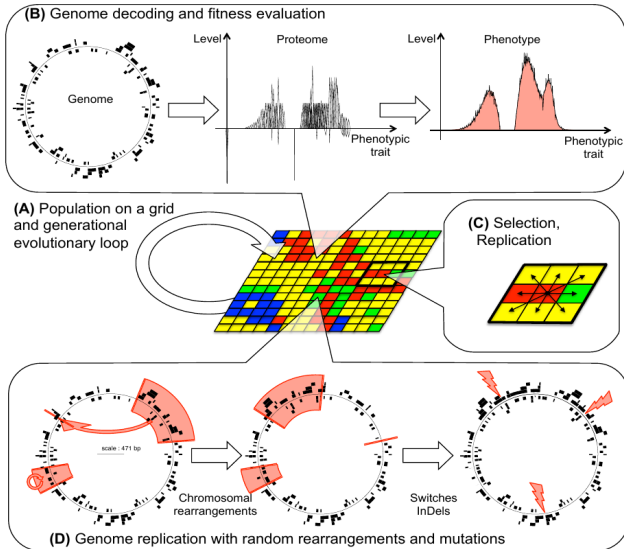 (B) Genome decoding and fitness evaluation
Level
Proteome
Level
Phenotype
Genome
Phenotypic
trait
Phenotypic
trait
(A) Population on a grid
and generational
evolutionary loop
(C) Selection,
Replication
scale : 471 bp
Chromosomal
rearrangements
Switches
InDels
(D) Genome replication with random rearrangements and mutations